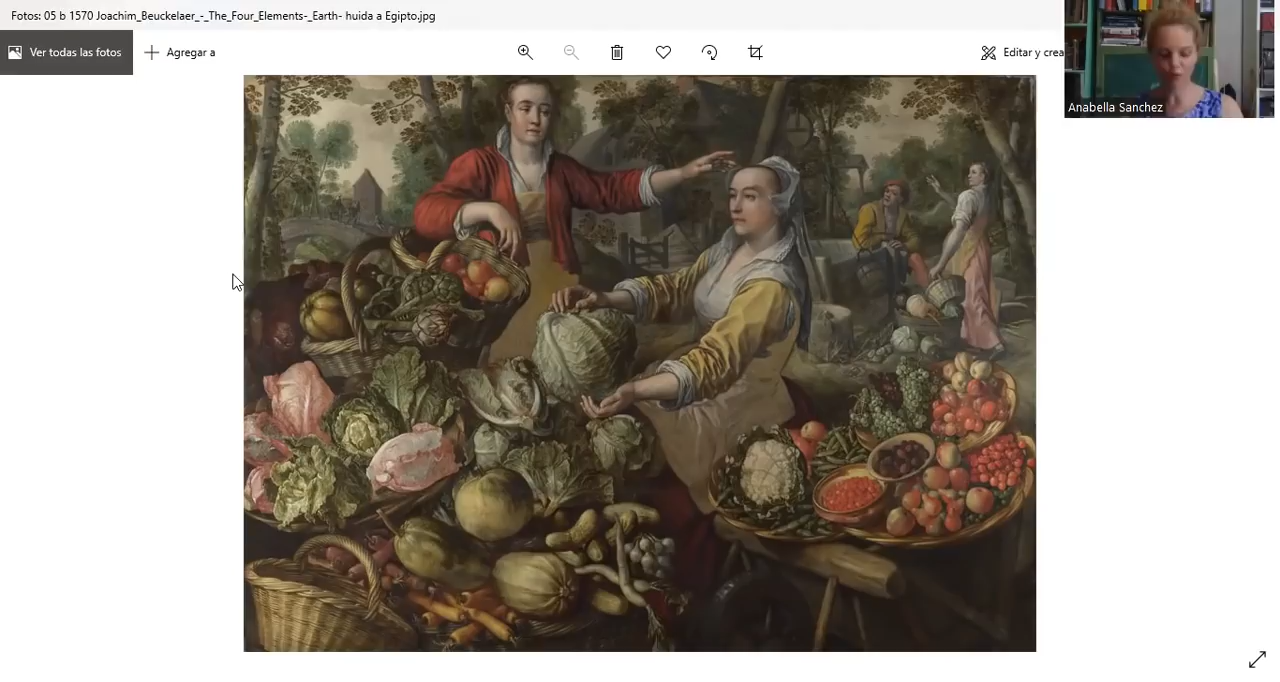 Fotos: 05 b 1570 Joachim_Beuckelaer_-_The_Four_Elements-_Earth- huida a Egipto.jpg
Ver todas las fotos
Agregar a
Editar y crea
Anabella Sanchez